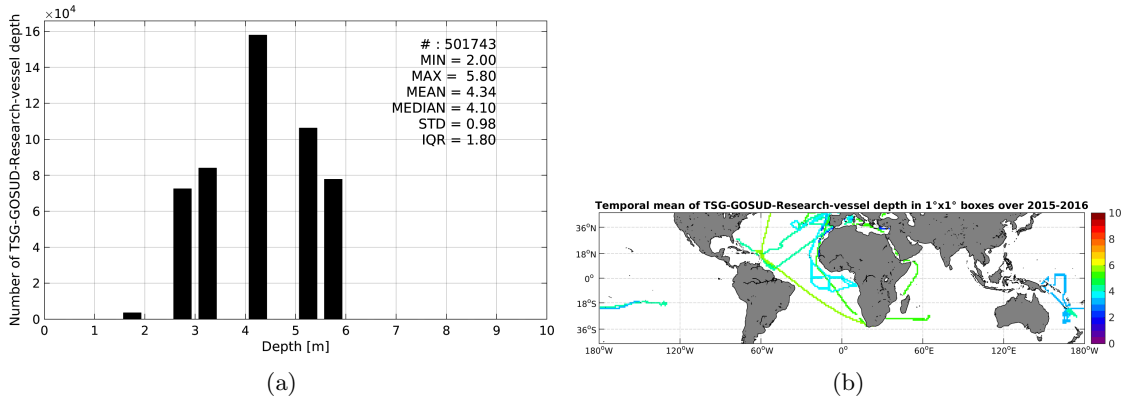 ×10⁴
Number of TSG-GOSUD-Research-vessel depth
16
14
12
10
8
6
4
2
0
# : 501743
MIN = 2.00
MAX = 5.80
MEAN = 4.34
MEDIAN = 4.10
STD = 0.98
IQR = 1.80
0 1 2 3 4 5 6 7 8 9 10
Depth [m]
(a)
Temporal mean of TSG-GOSUD-Research-vessel depth in 1°x1° boxes over 2015-2016
36°N
18°N
0°
18°S
36°S
180°W 120°W 60°W 0° 60°E 120°E 180°W
10
8
6
4
2
0
(b)